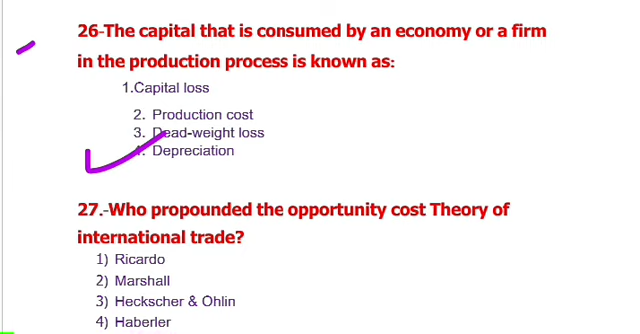 26-The capital that is consumed by an economy or a firm
in the production process is known as:
1.Capital loss
2. Production cost
3. Dead-weight loss
4. Depreciation
27.-Who propounded the opportunity cost Theory of
international trade?
1) Ricardo
2) Marshall
3) Heckscher & Ohlin
4) Haberler